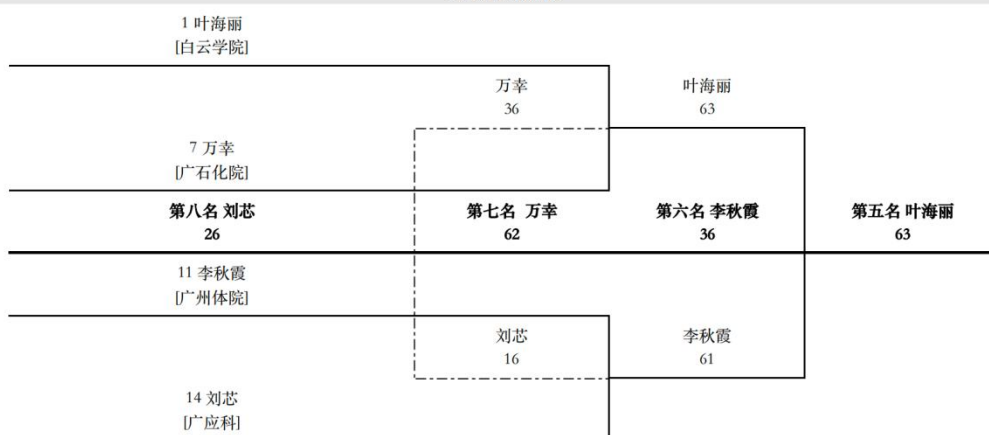 1 叶海丽
[白云学院]
万幸
36
叶海丽
63
7 万幸
[广石化院]
第八名 刘芯
26
第七名 万幸
62
第六名 李秋霞
36
第五名 叶海丽
63
11 李秋霞
[广州体院]
刘芯
16
李秋霞
61
14 刘芯
[广应科]